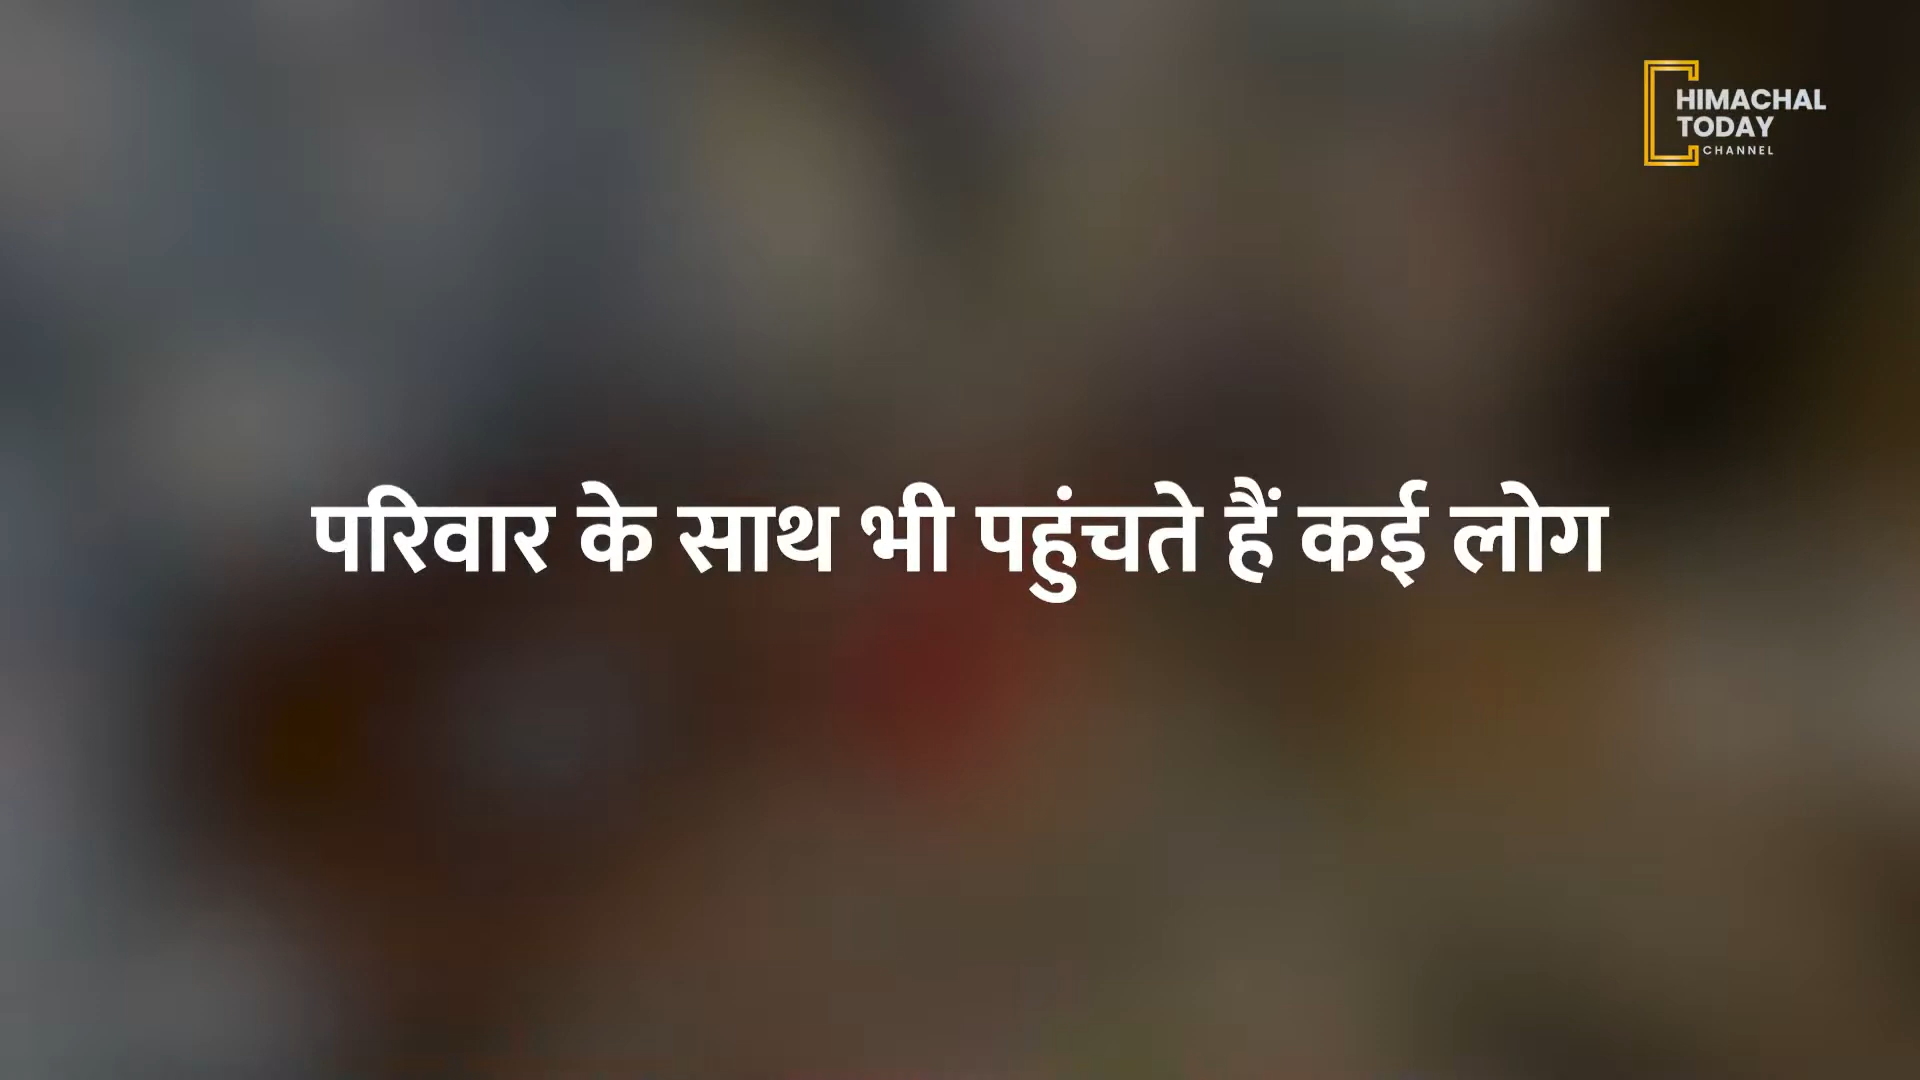 HIMACHAL
TODAY
CHANNEL
परिवार के साथ भी पहुंचते हैं कई लोग